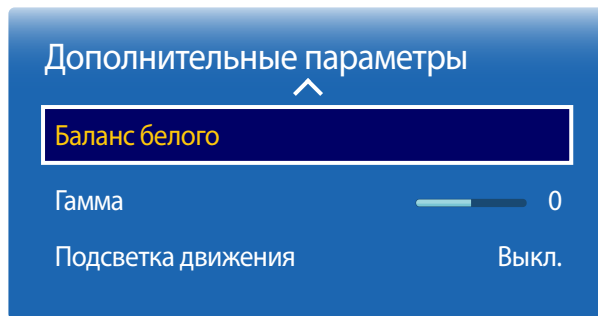 Дополнительные параметры
Баланс белого
Гамма 0
Подсветка движения Выкл.